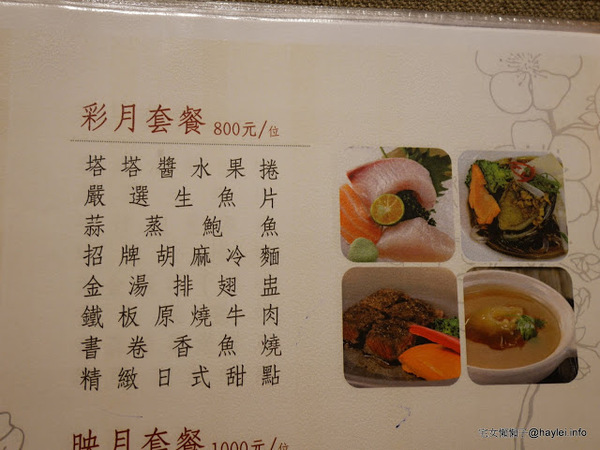 彩月套餐 800元/位
塔塔醬水果捲
嚴選生魚片
蒜蒸鮑魚
招牌胡麻冷麵
金湯排翅盅
鐵板原燒牛肉
書卷香魚燒
精緻日式甜點
映月套餐 1000元/位
@haylei.info